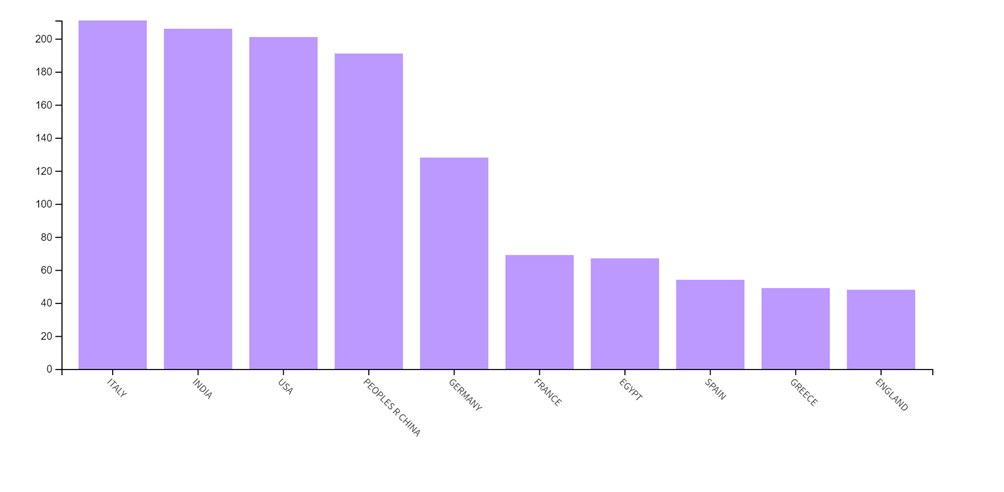 200
180
160
140
120
100
80
60
40
20
0
ITALY
INDIA
USA
PEOPLES R CHINA
GERMANY
FRANCE
EGYPT
SPAIN
GREECE
ENGLAND